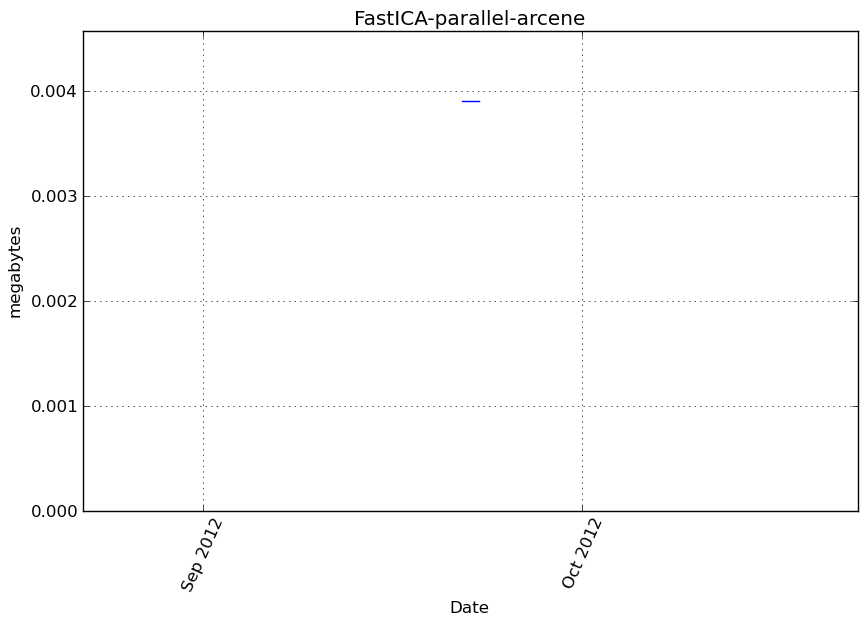 FastICA-parallel-arcene
0.004
0.003
0.002
0.001
0.000
megabytes
Sep 2012
Oct 2012
Date